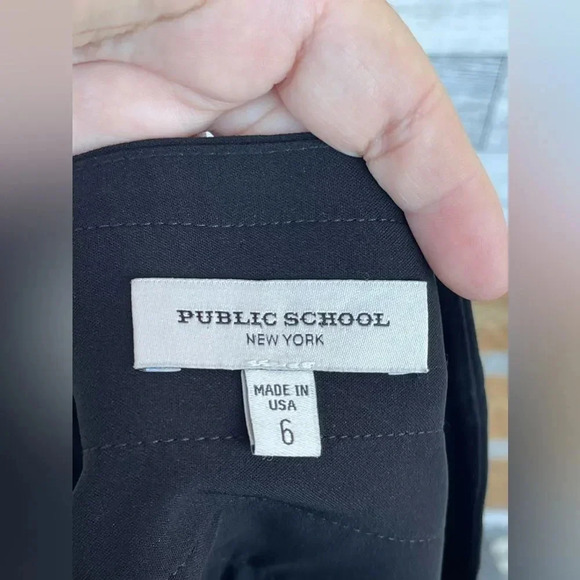 PUBLIC SCHOOL
NEW YORK
MADE IN
USA
6